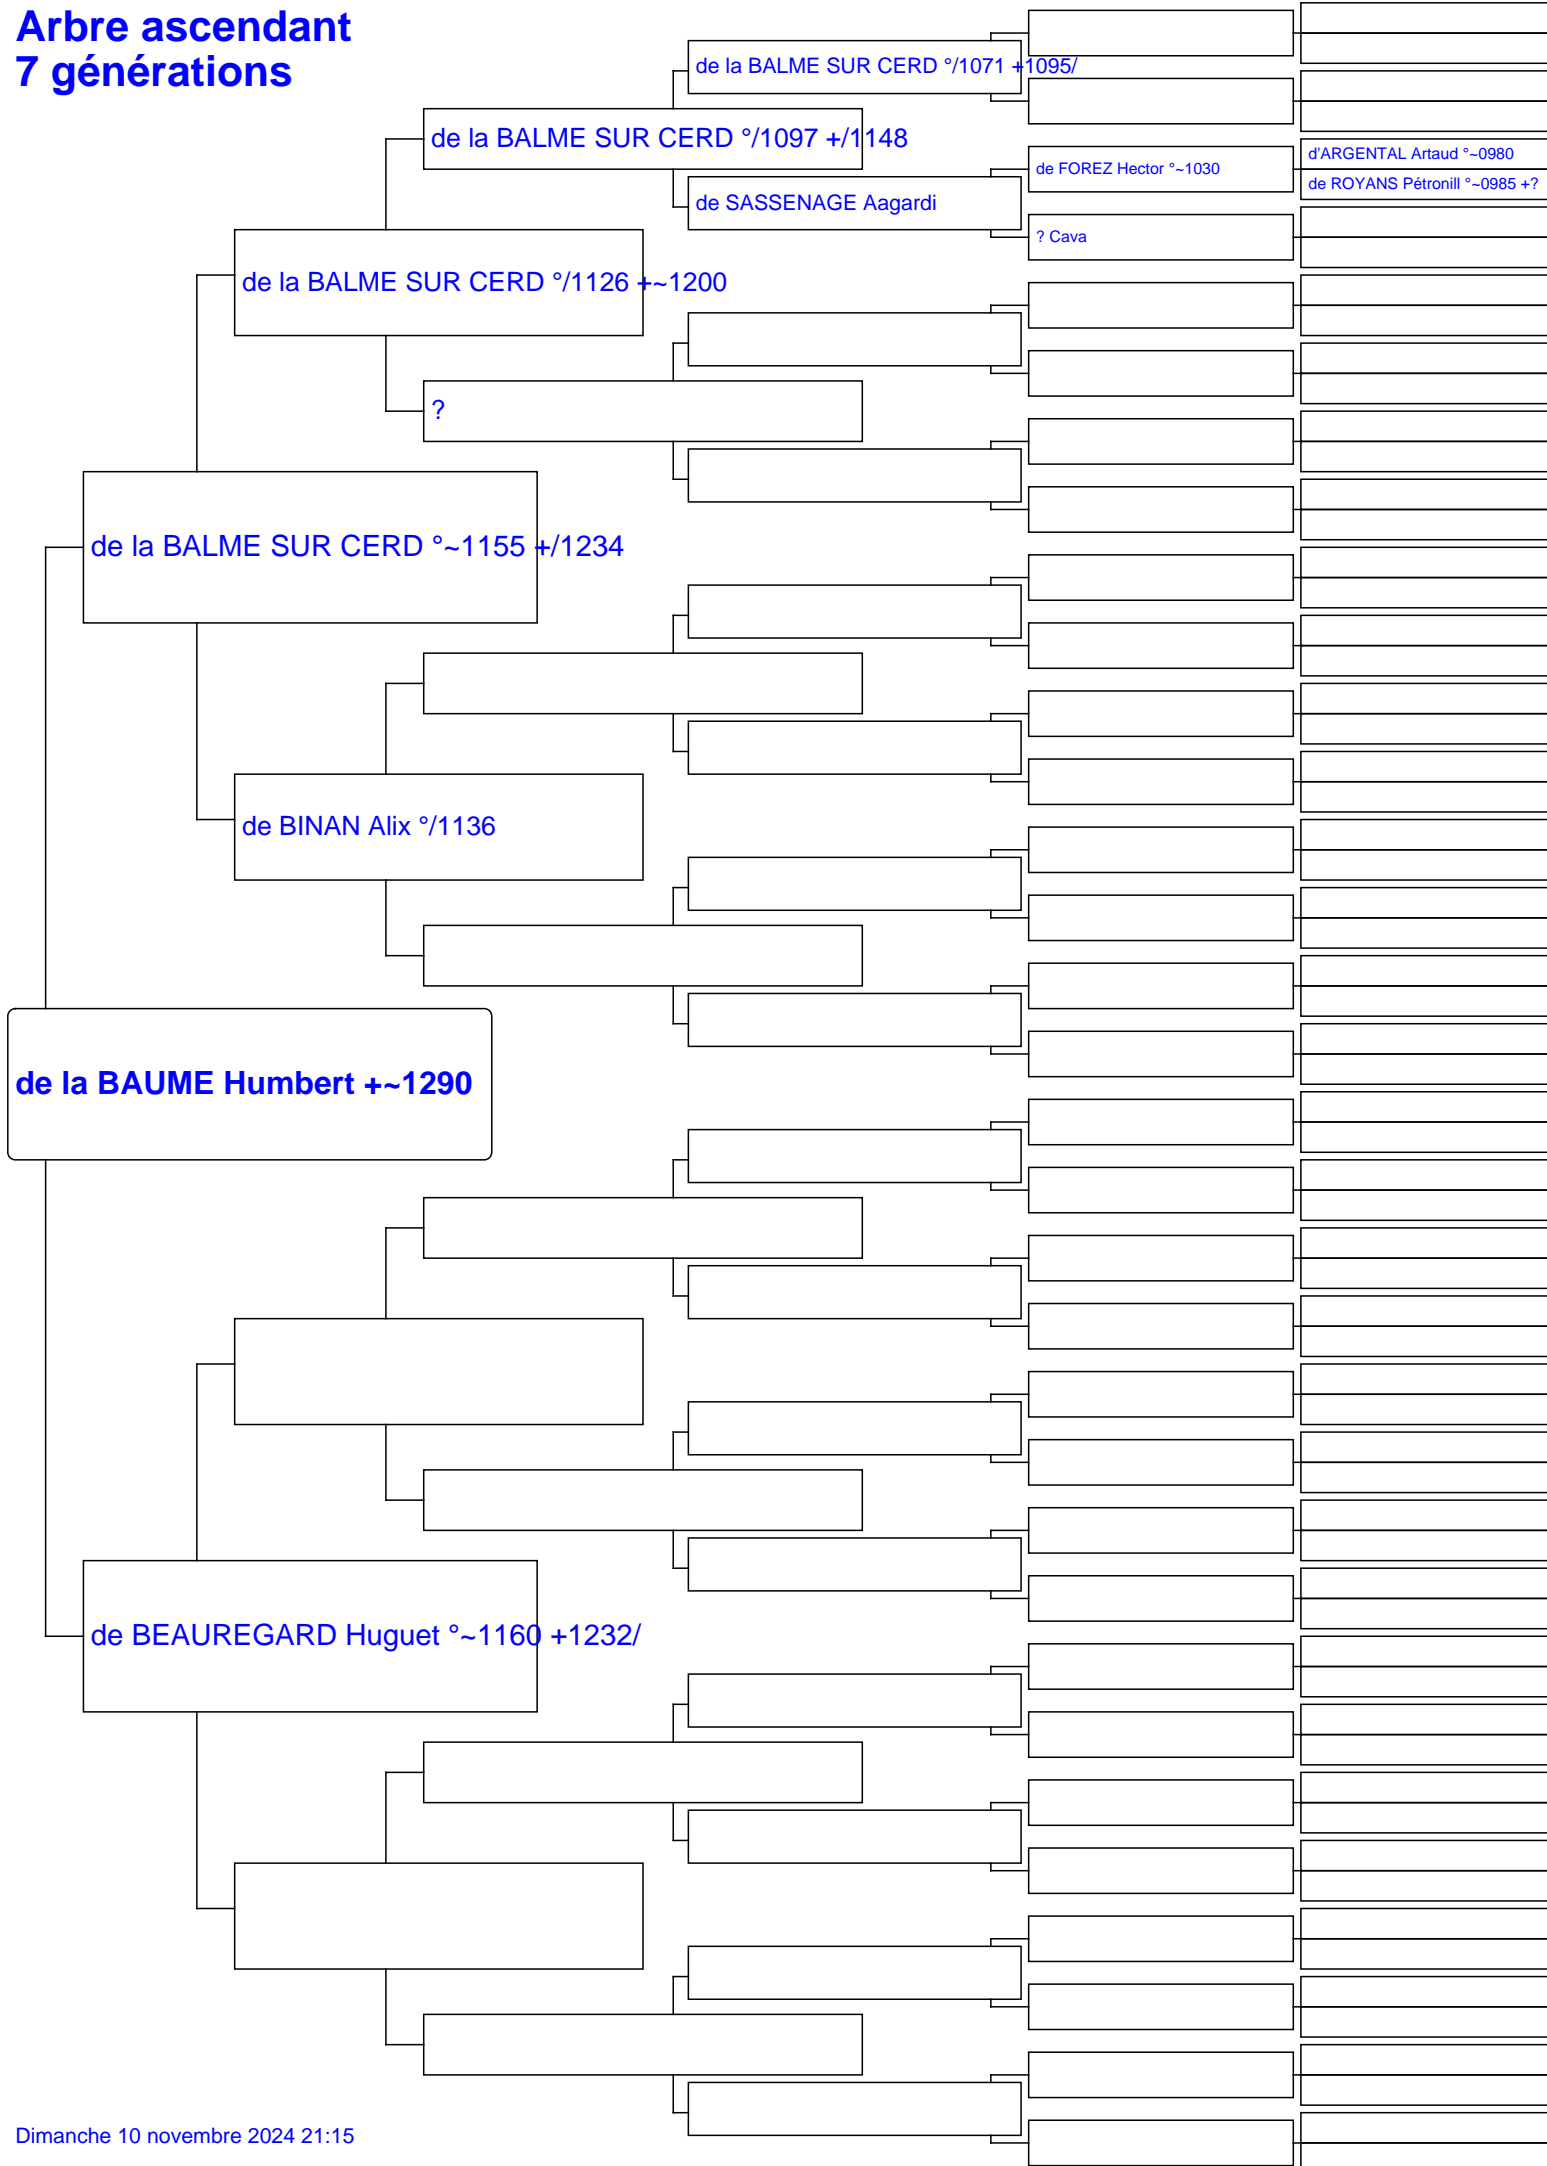 Arbre ascendant
7 générations
de la BALME SUR CERD °/1071 +1095/
de la BALME SUR CERD °/1097 +/1148
d'ARGENTAL Artaud °~0980
de FOREZ Hector °~1030
de ROYANS Pétronill °~0985 +?
de SASSENAGE Aagardi
? Cava
de la BALME SUR CERD °/1126 +~1200
?
de la BALME SUR CERD °~1155 +/1234
de BINAN Alix °/1136
de la BAUME Humbert +~1290
de BEAUREGARD Huguet °~1160 +1232/
Dimanche 10 novembre 2024 21:15